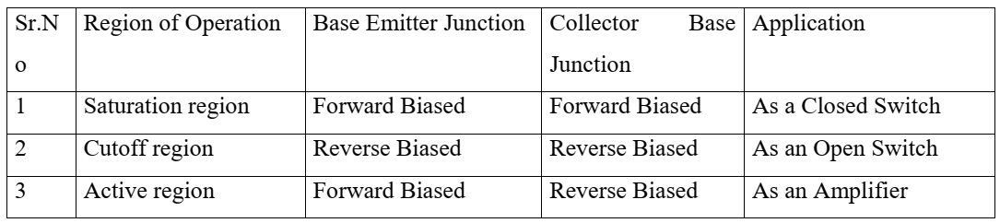 Sr.N Region of Operation Base Emitter Junction Collector Base Application
o Junction
1 Saturation region Forward Biased Forward Biased As a Closed Switch
2 Cutoff region Reverse Biased Reverse Biased As an Open Switch
3 Active region Forward Biased Reverse Biased As an Amplifier